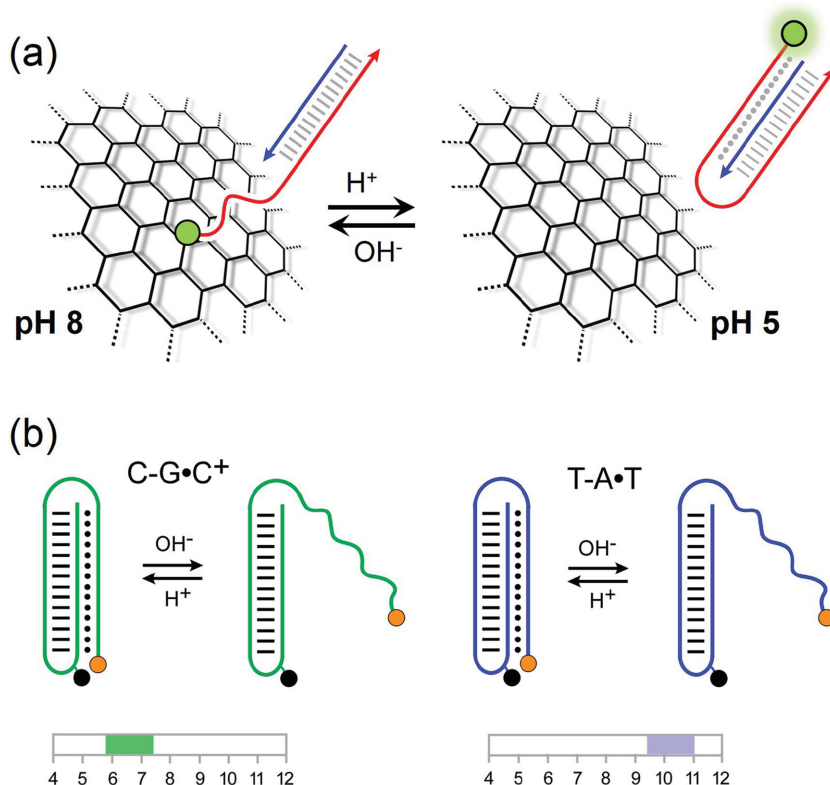 (a)
H+
OH-
pH 8
pH 5
(b)
C-G•C+
T-A•T
OH-
H+
OH-
H+
4 5 6 7 8 9 10 11 12
4 5 6 7 8 9 10 11 12